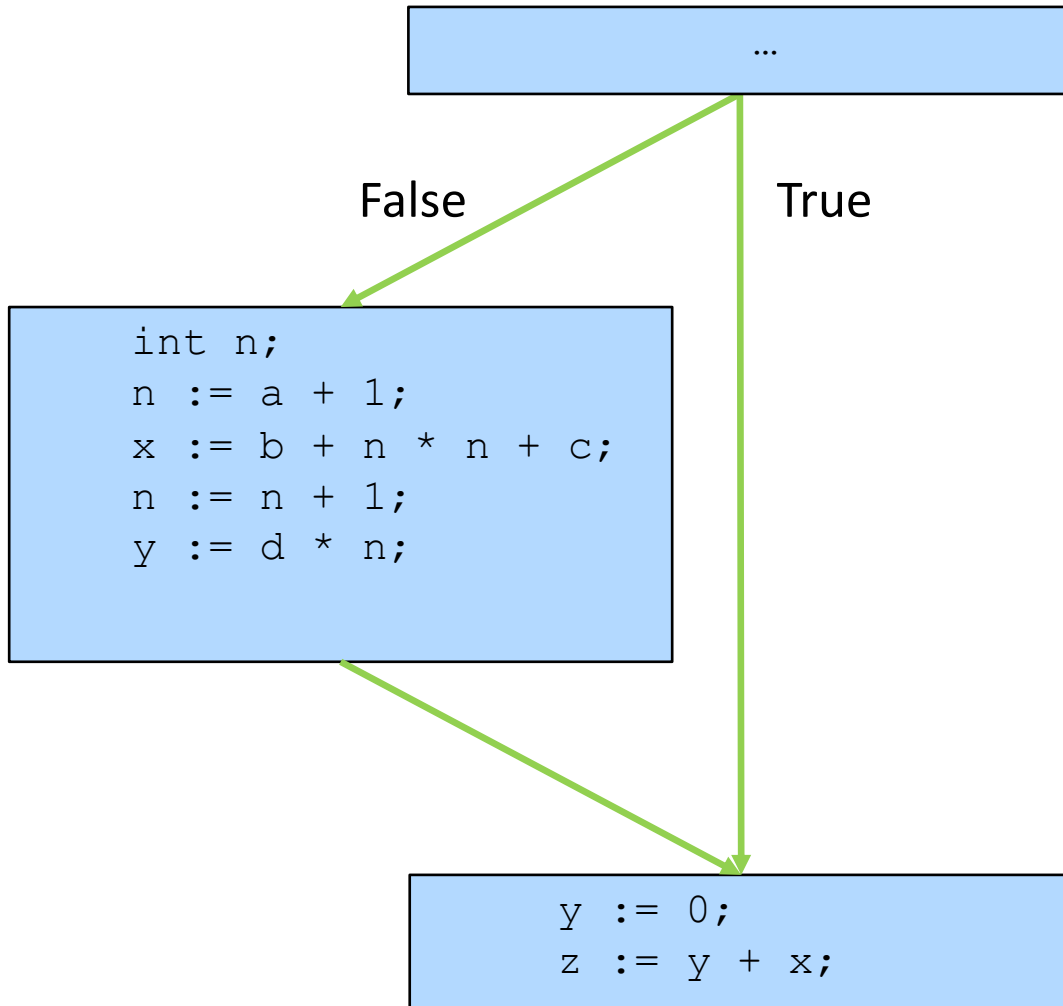 …
False
True
int n;
n := a + 1;
x := b + n * n + c;
n := n + 1;
y := d * n;
y := 0;
z := y + x;